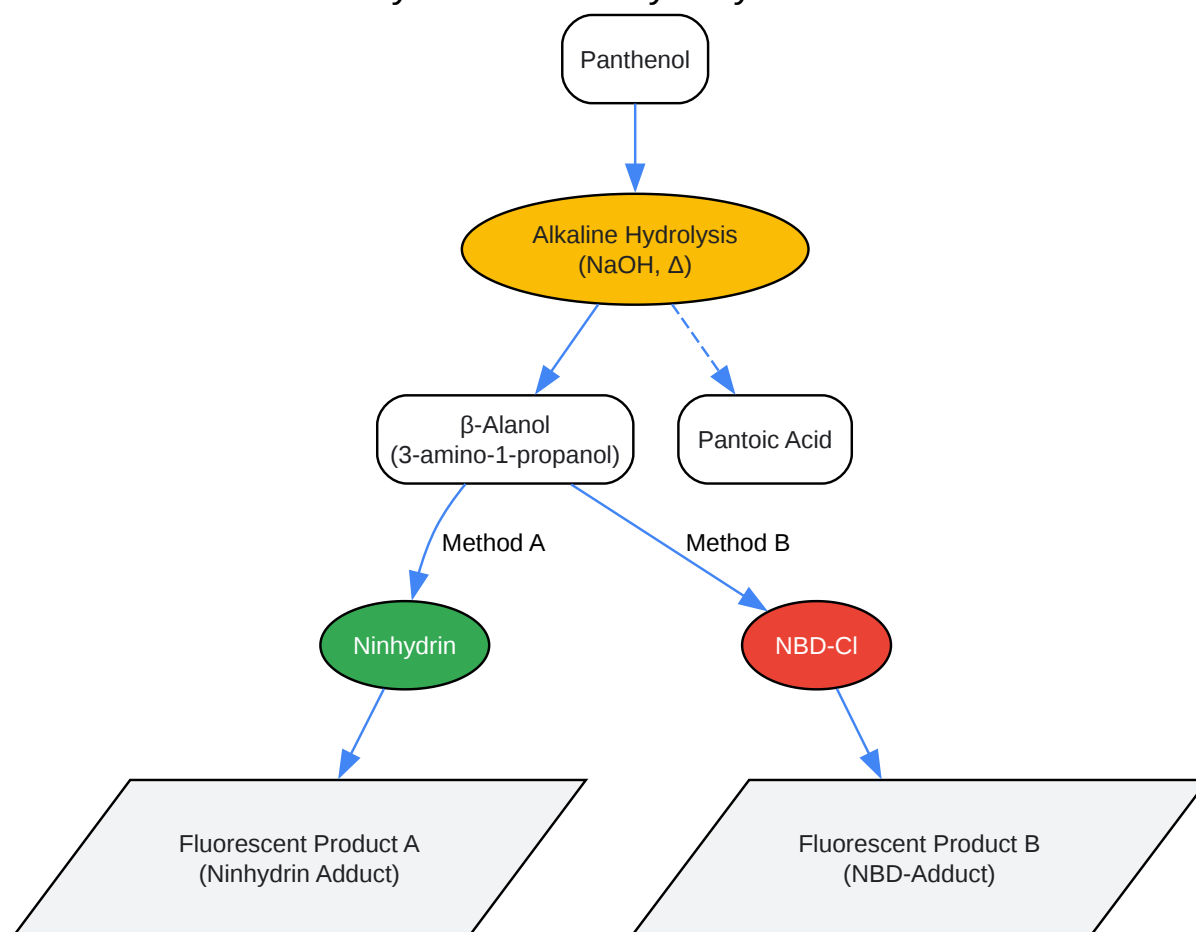 Panthenol
Alkaline Hydrolysis
(NaOH, Δ)
β-Alanol
(3-amino-1-propanol)
Pantoic Acid
Method A
Method B
Ninhydrin
NBD-Cl
Fluorescent Product A
(Ninhydrin Adduct)
Fluorescent Product B
(NBD-Adduct)